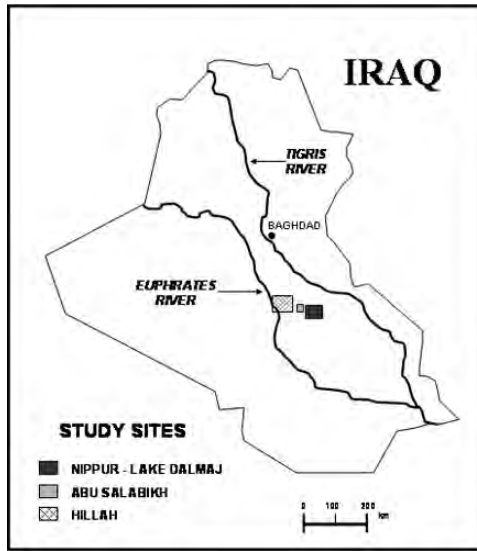 IRAQ
TIGRIS
RIVER
BAGHDAD
EUPHRATES
RIVER
STUDY SITES
NIPPUR - LAKE DALMAJ
ABU SALABIKH
HILLAH
0 100 200
km